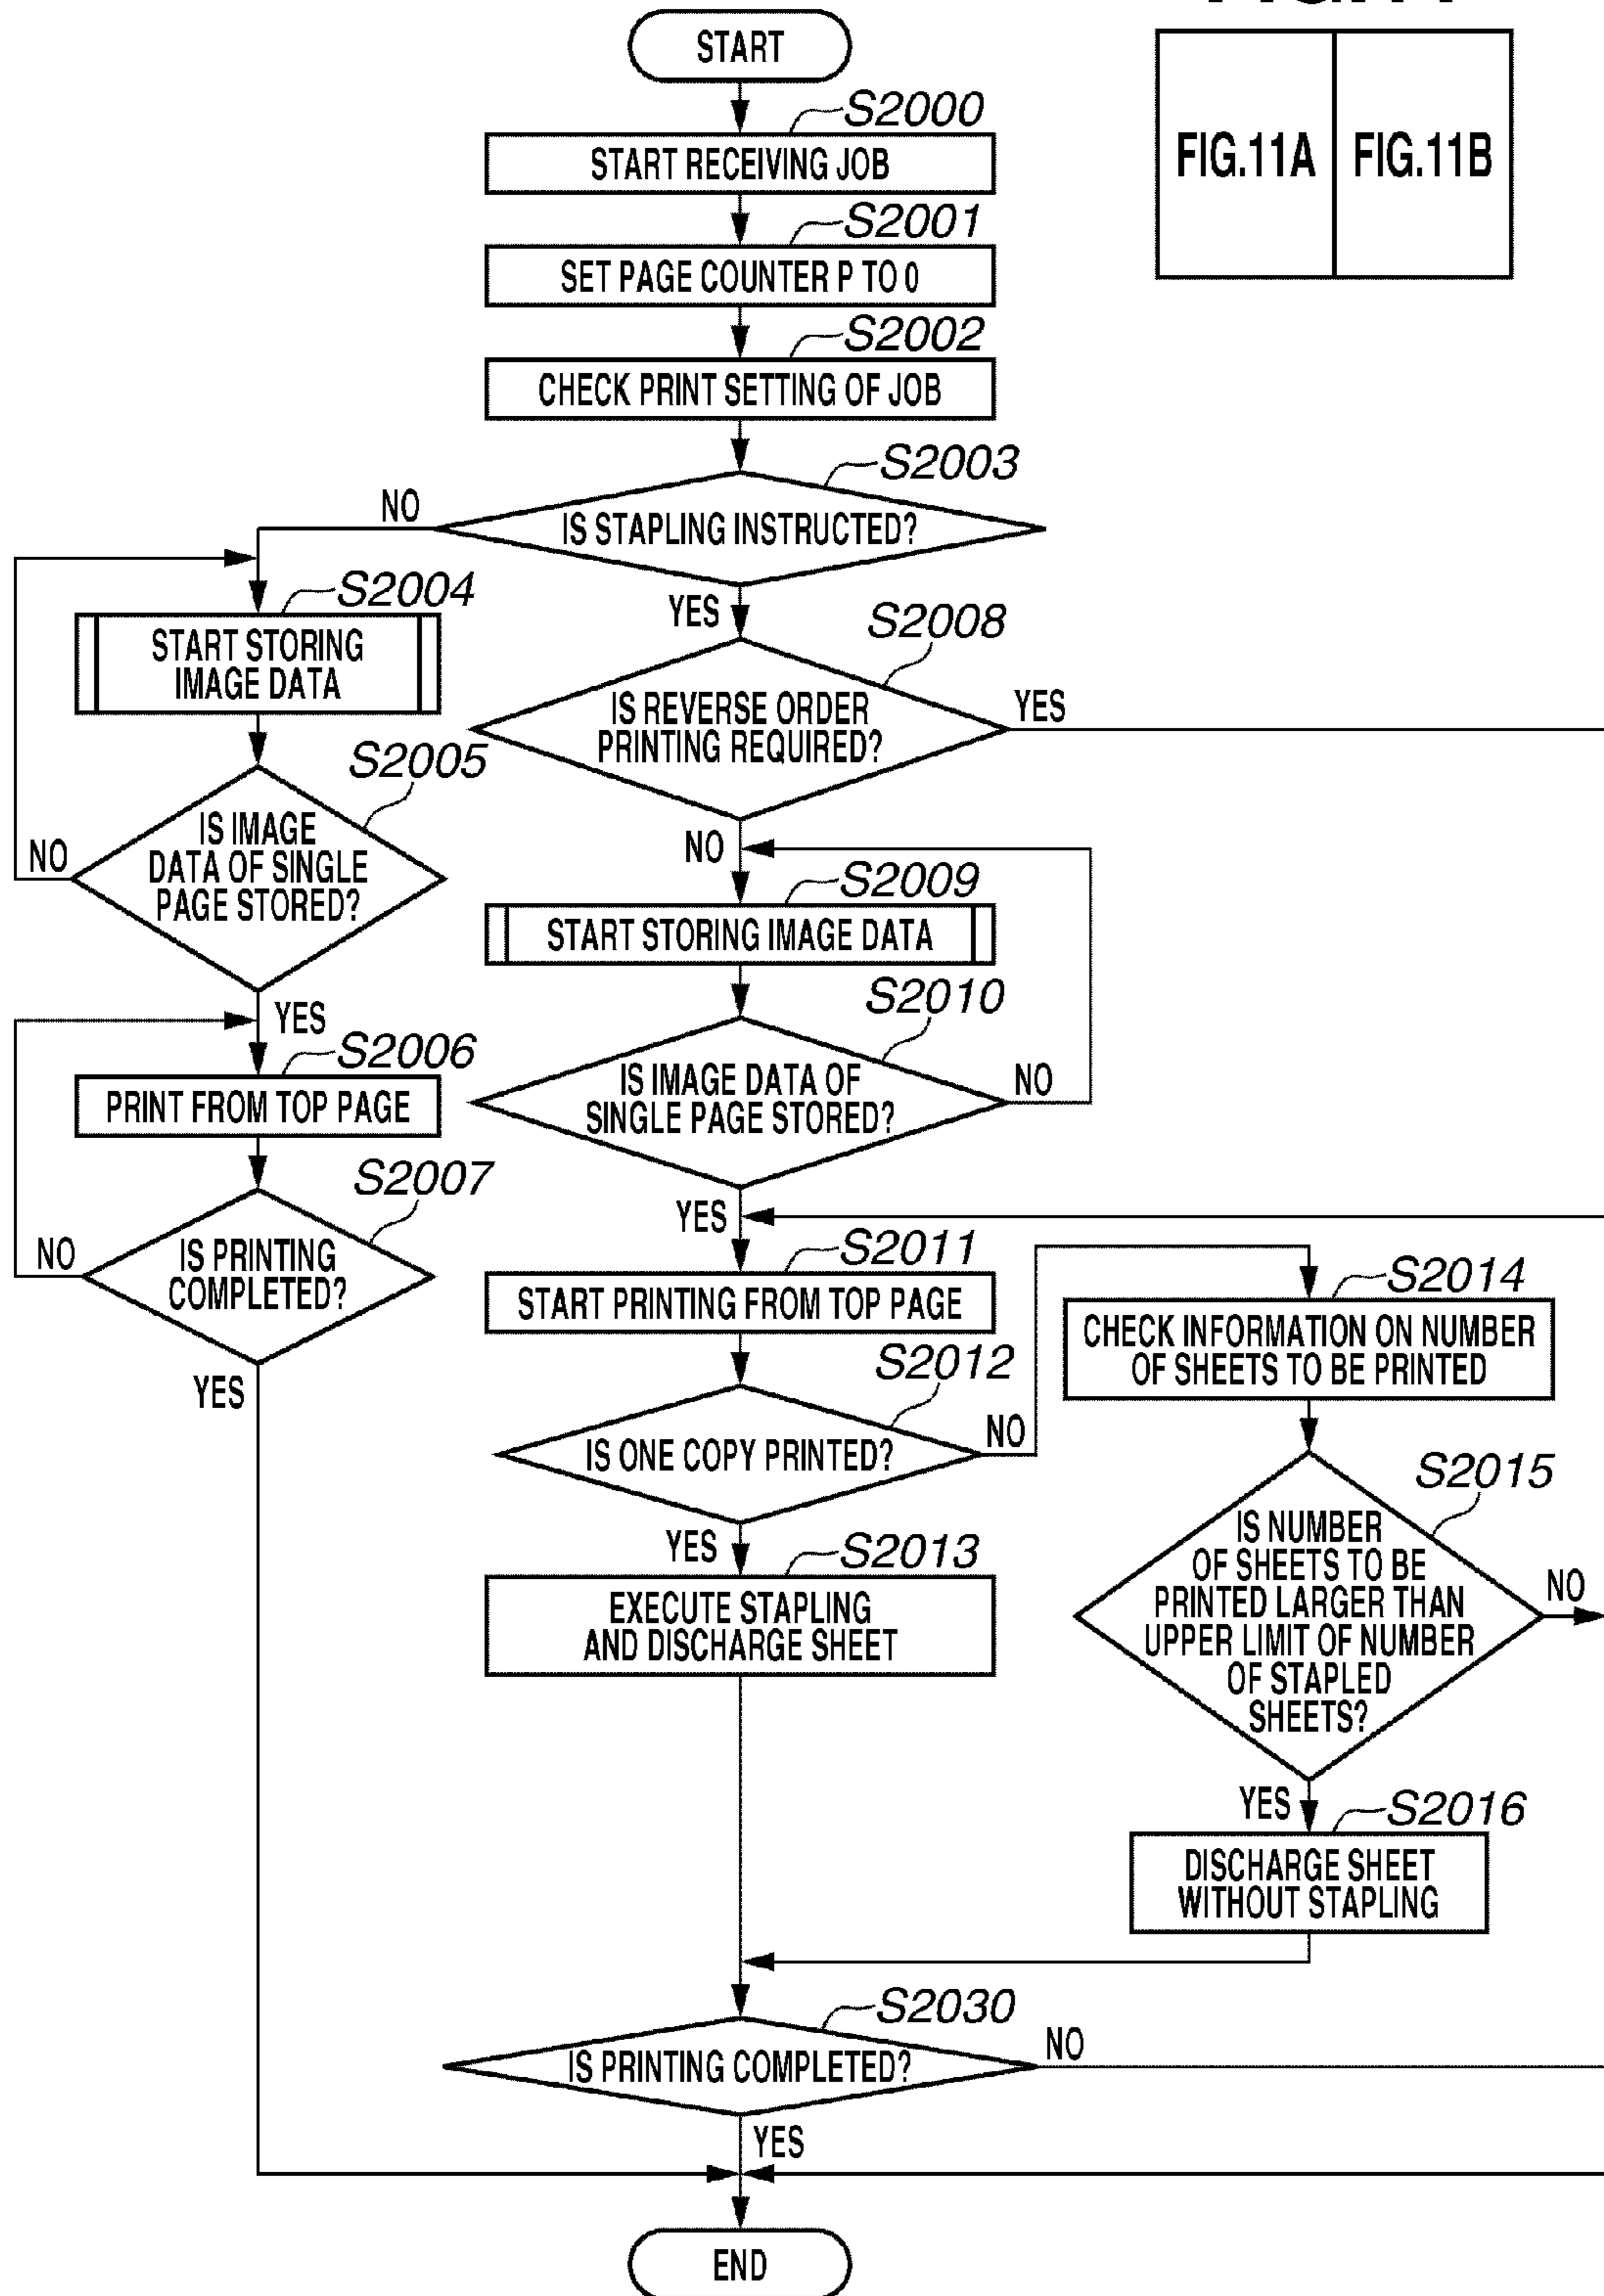 START
S2000
START RECEIVING JOB
S2001
SET PAGE COUNTER P TO 0
S2002
CHECK PRINT SETTING OF JOB
FIG.11A
FIG.11B
S2003
IS STAPLING INSTRUCTED?
NO
YES
S2004
START STORING
IMAGE DATA
S2005
IS IMAGE
DATA OF SINGLE
PAGE STORED?
NO
YES
S2006
PRINT FROM TOP PAGE
S2007
IS PRINTING
COMPLETED?
NO
YES
S2008
IS REVERSE ORDER
PRINTING REQUIRED?
YES
NO
S2009
START STORING IMAGE DATA
S2010
IS IMAGE DATA OF
SINGLE PAGE STORED?
NO
YES
S2011
START PRINTING FROM TOP PAGE
S2012
IS ONE COPY PRINTED?
NO
YES
S2013
EXECUTE STAPLING
AND DISCHARGE SHEET
S2014
CHECK INFORMATION ON NUMBER
OF SHEETS TO BE PRINTED
S2015
IS NUMBER
OF SHEETS TO BE
PRINTED LARGER THAN
UPPER LIMIT OF NUMBER
OF STAPLED
SHEETS?
NO
YES
S2016
DISCHARGE SHEET
WITHOUT STAPLING
S2030
IS PRINTING COMPLETED?
NO
YES
END